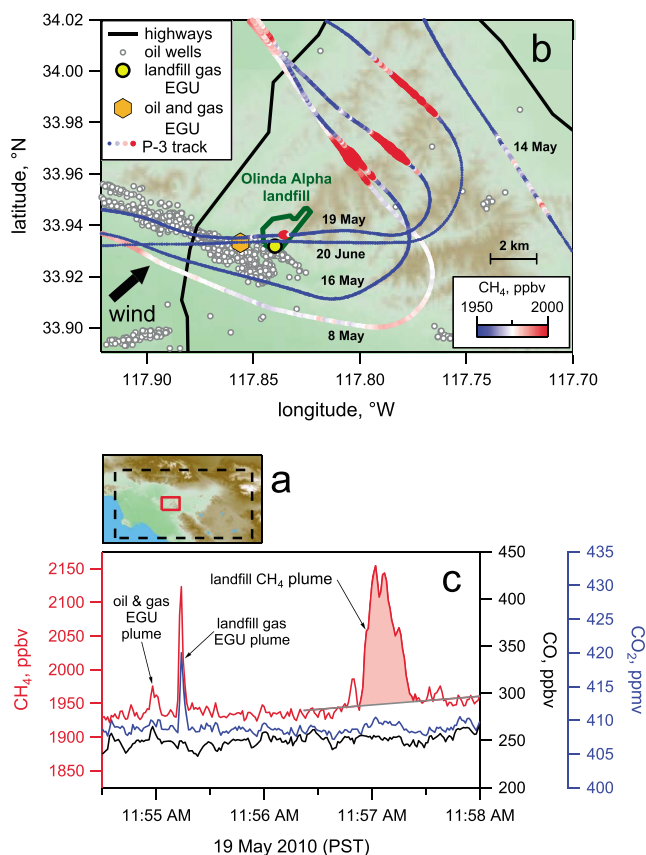 34.02
34.00
33.98
33.96
33.94
33.92
33.90
latitude, °N
highways
oil wells
landfill gas
EGU
oil and gas
EGU
P-3 track
b
14 May
Olinda Alpha
landfill
19 May
20 June
16 May
8 May
2 km
wind
CH₄, ppbv
1950
2000
117.90
117.85
117.80
117.75
117.70
longitude, °W
a
c
2150
2100
2050
2000
1950
1900
1850
CH₄, ppbv
oil & gas
EGU
plume
landfill gas
EGU plume
landfill CH₄ plume
450
400
350
300
250
200
CO, ppbv
435
430
425
420
415
410
405
400
CO₂, ppmv
11:55 AM
11:56 AM
11:57 AM
11:58 AM
19 May 2010 (PST)